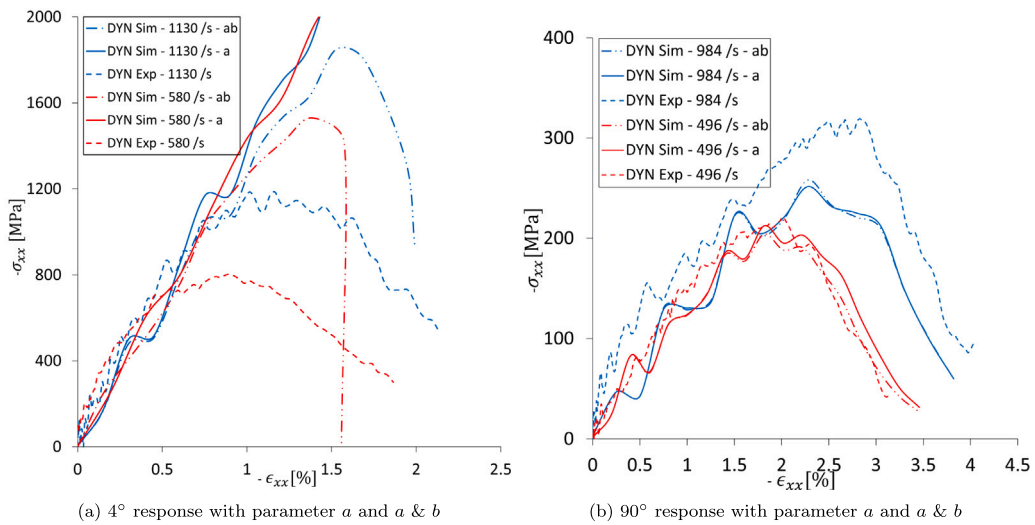 2000
1600
1200
800
400
0
-σxx [MPa]
DYN Sim - 1130 /s - ab
DYN Sim - 1130 /s - a
DYN Exp - 1130 /s
DYN Sim - 580 /s - ab
DYN Sim - 580 /s - a
DYN Exp - 580 /s
0 0.5 1 1.5 2 2.5
- ϵxx[%]
(a) 4° response with parameter a and a & b
400
300
200
100
0
-σxx [MPa]
DYN Sim - 984 /s - ab
DYN Sim - 984 /s - a
DYN Exp - 984 /s
DYN Sim - 496 /s - ab
DYN Sim - 496 /s - a
DYN Exp - 496 /s
0 0.5 1 1.5 2 2.5 3 3.5 4 4.5
- ϵxx[%]
(b) 90° response with parameter a and a & b